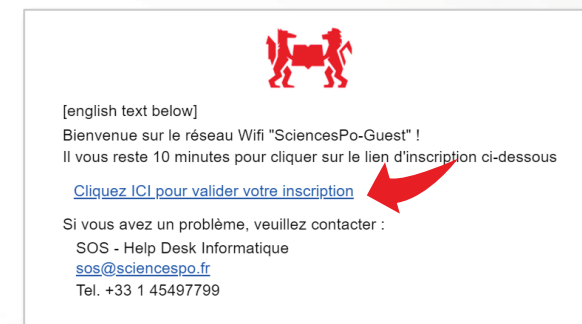 [english text below]
Bienvenue sur le réseau Wifi "SciencesPo-Guest" !
Il vous reste 10 minutes pour cliquer sur le lien d'inscription ci-dessous
Cliquez ICI pour valider votre inscription
Si vous avez un problème, veuillez contacter :
SOS - Help Desk Informatique
sos@sciencespo.fr
Tel. +33 1 45497799